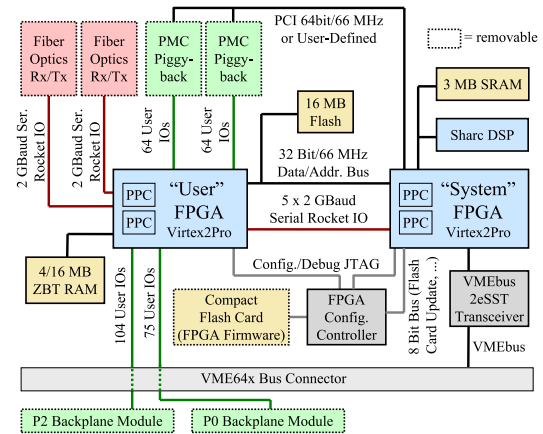 Fiber
Optics
Rx/Tx
Fiber
Optics
Rx/Tx
PMC
Piggy-
back
PMC
Piggy-
back
PCI 64bit/66 MHz
or User-Defined
= removable
2 GBaud Ser.
Rocket IO
2 GBaud Ser.
Rocket IO
64 User
IOs
64 User
IOs
16 MB
Flash
3 MB SRAM
Sharc DSP
32 Bit/66 MHz
Data/Addr. Bus
PPC
PPC
“User”
FPGA
Virtex2Pro
5 x 2 GBaud
Serial Rocket IO
PPC
PPC
“System”
FPGA
Virtex2Pro
4/16 MB
ZBT RAM
104 User IOs
75 User IOs
Config./Debug JTAG
Compact
Flash Card
(FPGA Firmware)
FPGA
Config.
Controller
8 Bit Bus (Flash
Card Update, ...)
VMEbus
2eSST
Transceiver
VMEbus
VME64x Bus Connector
P2 Backplane Module
P0 Backplane Module